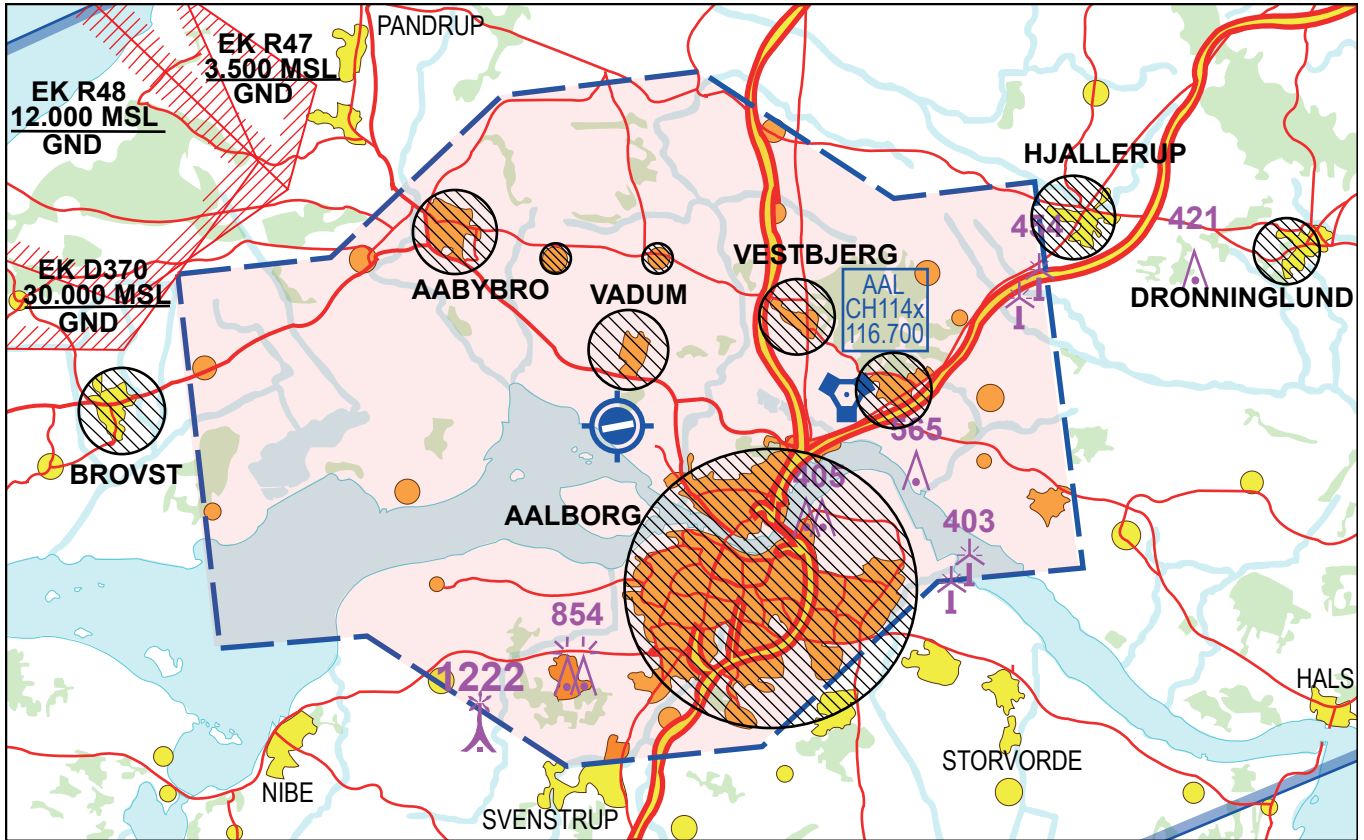 PANDRUP
EK R47
3.500 MSL
GND
EK R48
12.000 MSL
GND
HJALLERUP
434
421
EK D370
30.000 MSL
GND
AABYBRO
VADUM
VESTBJERG
AAL
CH114x
116.700
DRONNINGLUND
BROVST
565
405
AALBORG
403
854
1222
HALS
STORVORDE
NIBE
SVENSTRUP